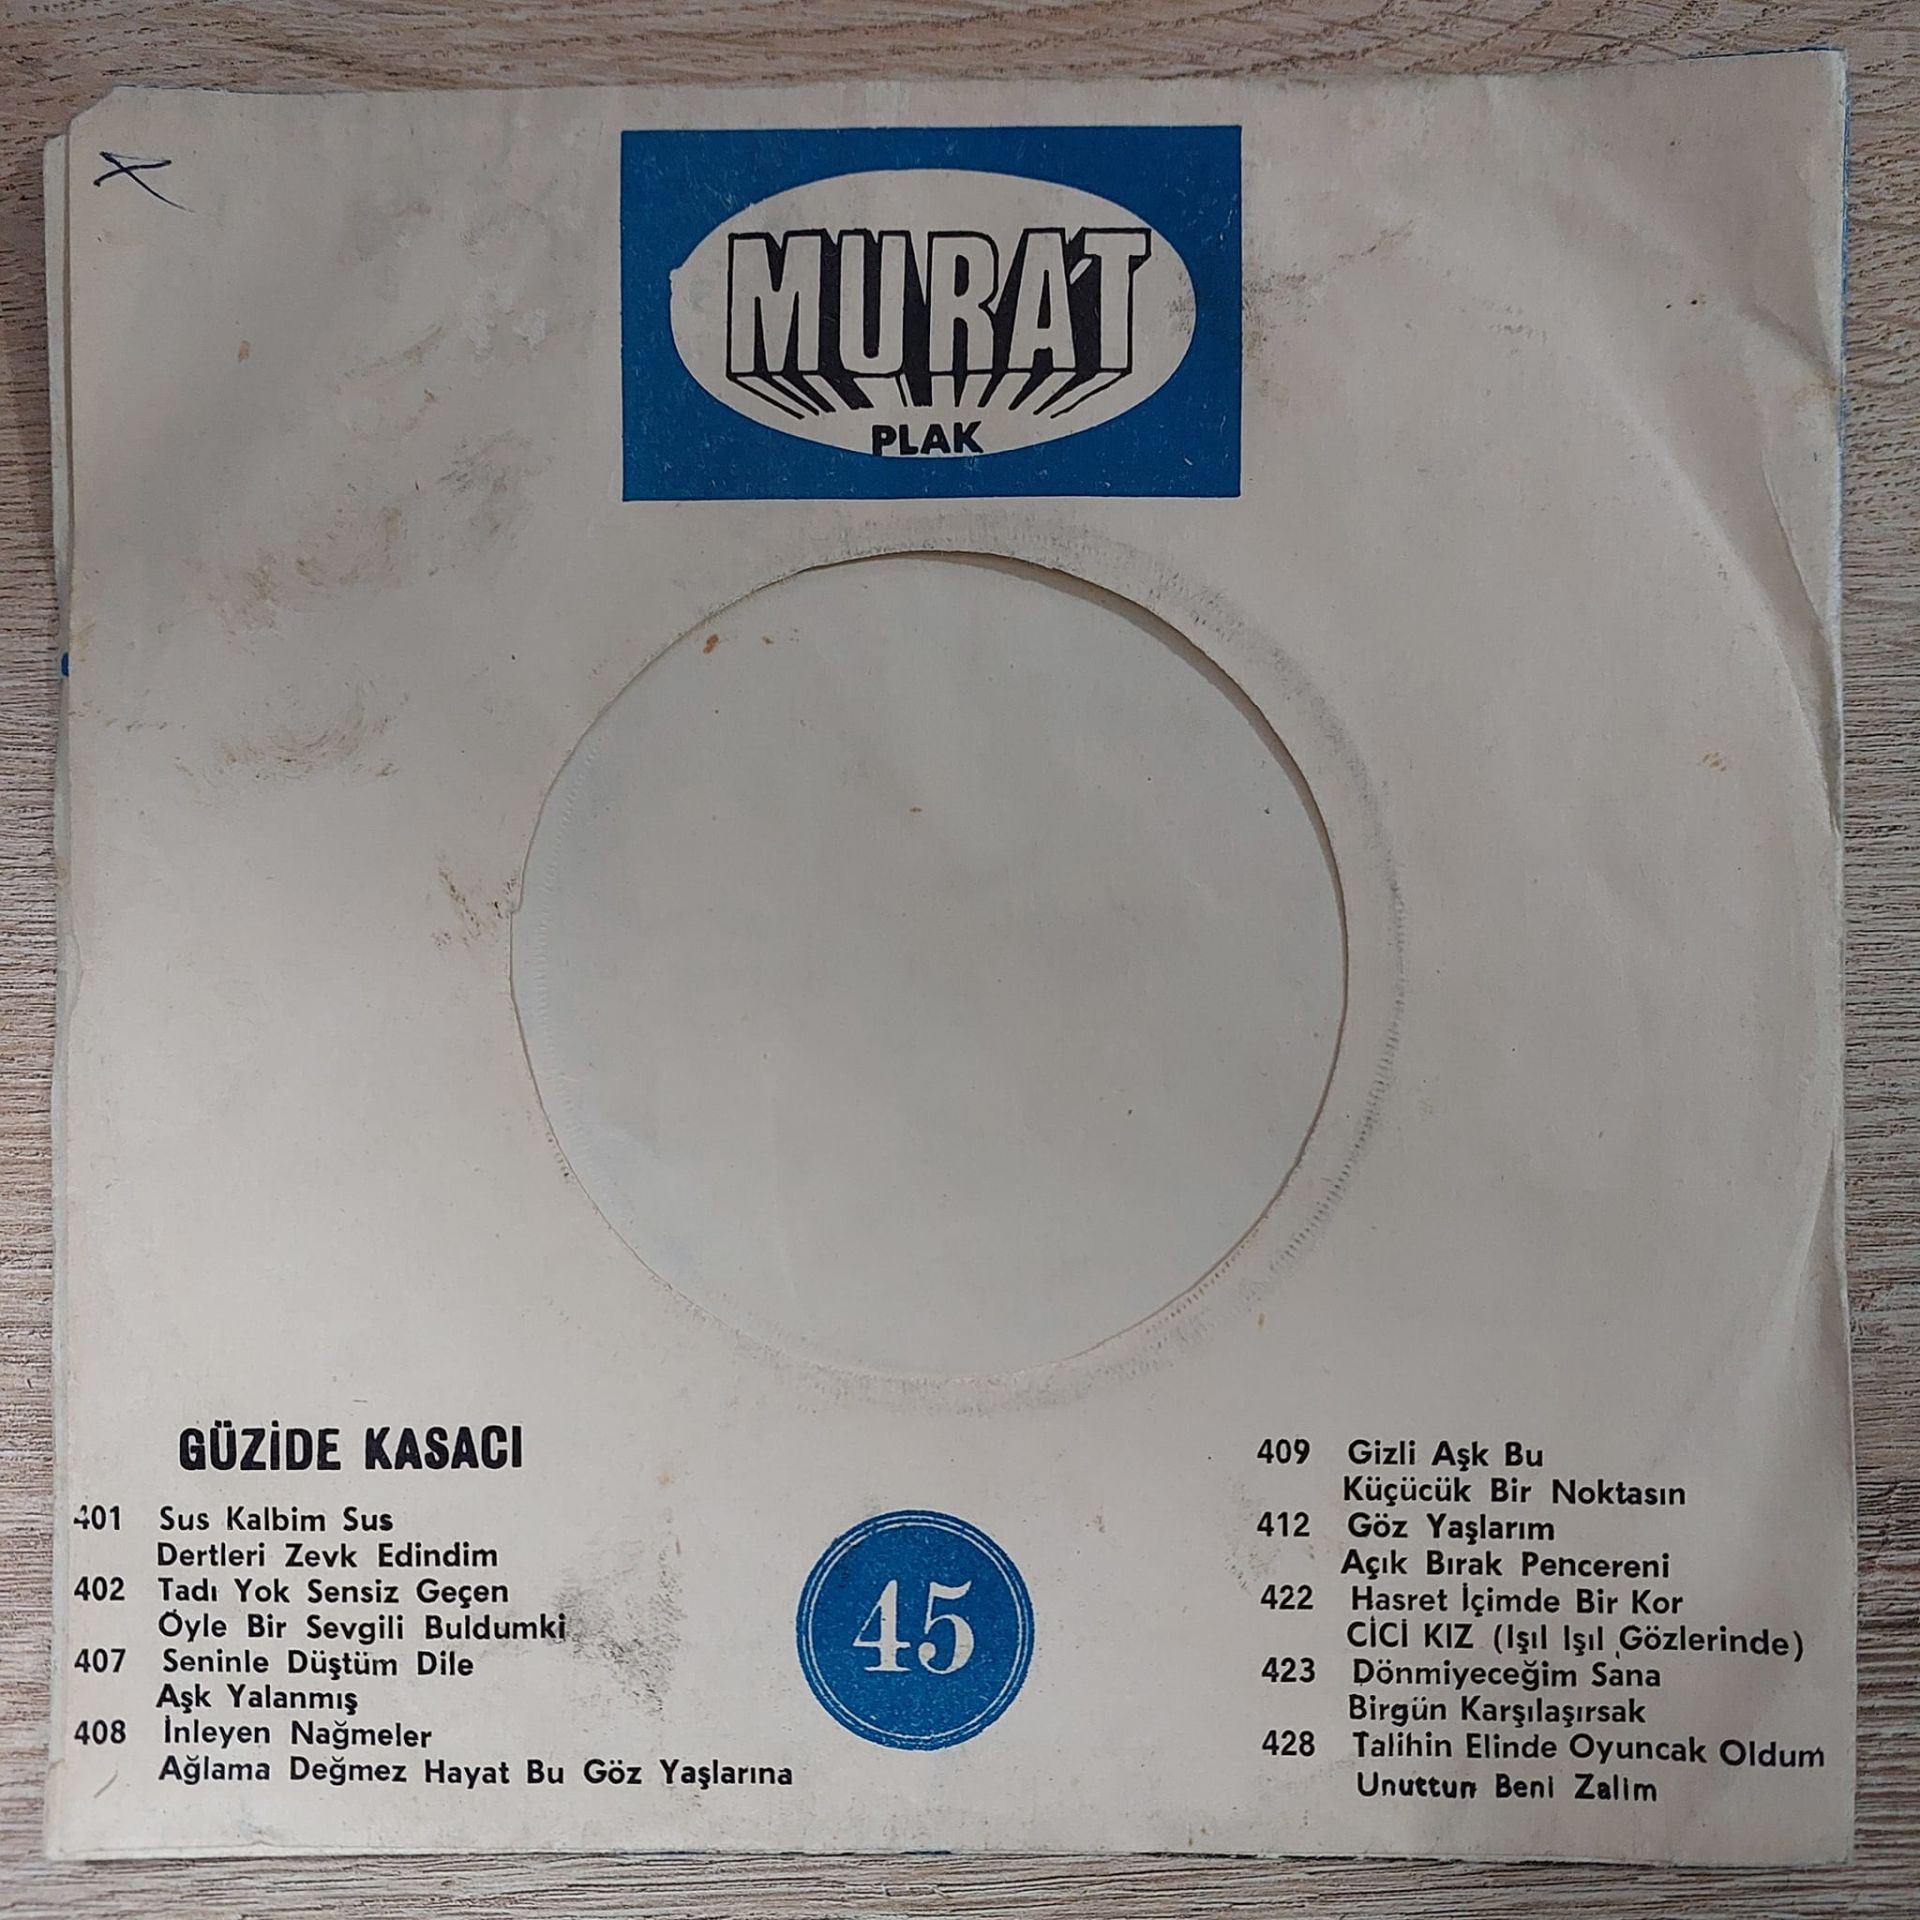 MURAT
PLAK
GÜZİDE KASACI
401 Sus Kalbim Sus
Dertleri Zevk Edindim
402 Tadı Yok Sensiz Geçen
Öyle Bir Sevgili Buldumki
407 Seninle Düştüm Dile
Aşk Yalanmış
408 İnleyen Nağmeler
Ağlama Değmez Hayat Bu Göz Yaşlarına
45
409 Gizli Aşk Bu
Küçücük Bir Noktasın
412 Göz Yaşlarım
Açık Bırak Pencereni
422 Hasret İçimde Bir Kor
CİCİ KIZ (Işıl Işıl Gözlerinde)
423 Dönmiyeceğim Sana
Birgün Karşılaşırsak
428 Talihin Elinde Oyuncak Oldum
Unuttun Beni Zalim